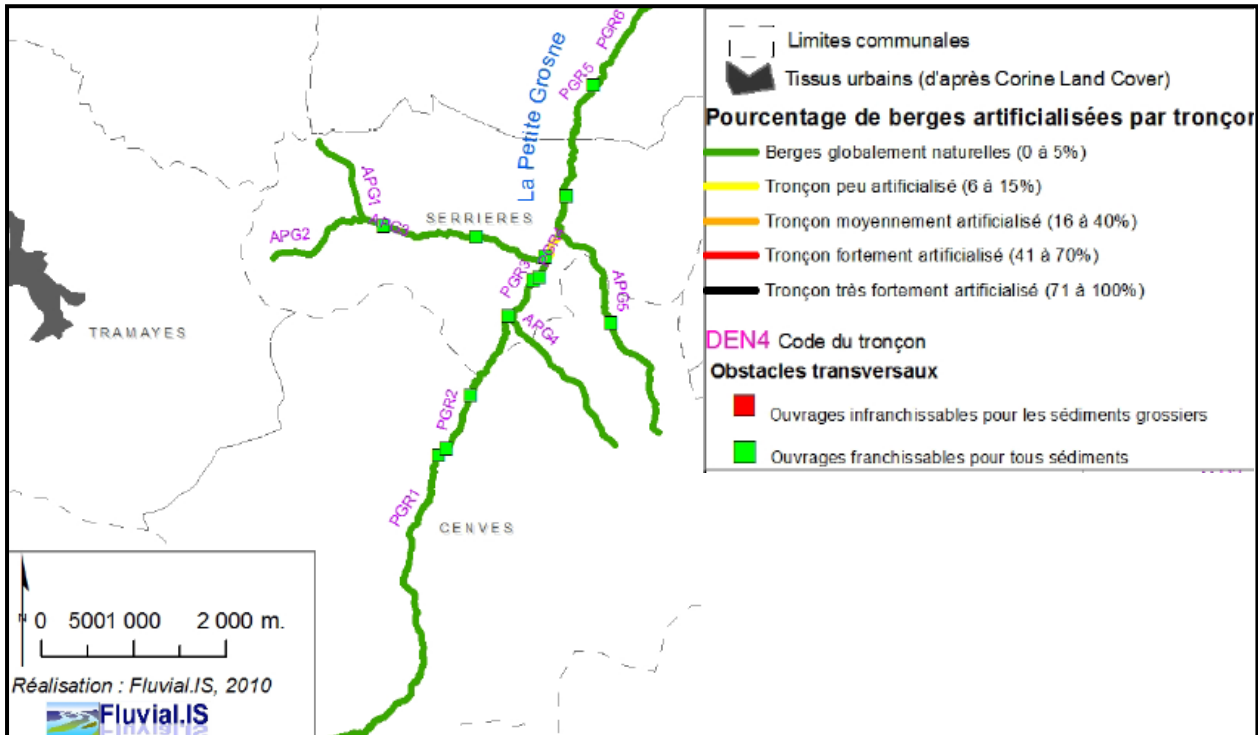 PGR6
PGR5
La Petite Grosne
APG1
SERRIERES
APG2
PGR3
APG5
APG4
TRAMAYES
PGR2
PGR1
CENVES
Limites communales
Tissus urbains (d'après Corine Land Cover)
Pourcentage de berges artificialisées par tronçon
Berges globalement naturelles (0 à 5%)
Tronçon peu artificialisé (6 à 15%)
Tronçon moyennement artificialisé (16 à 40%)
Tronçon fortement artificialisé (41 à 70%)
Tronçon très fortement artificialisé (71 à 100%)
DEN4 Code du tronçon
Obstacles transversaux
Ouvrages infranchissables pour les sédiments grossiers
Ouvrages franchissables pour tous sédiments
N 0 5001 000 2 000 m.
Réalisation : Fluvial.IS, 2010
Fluvial.IS